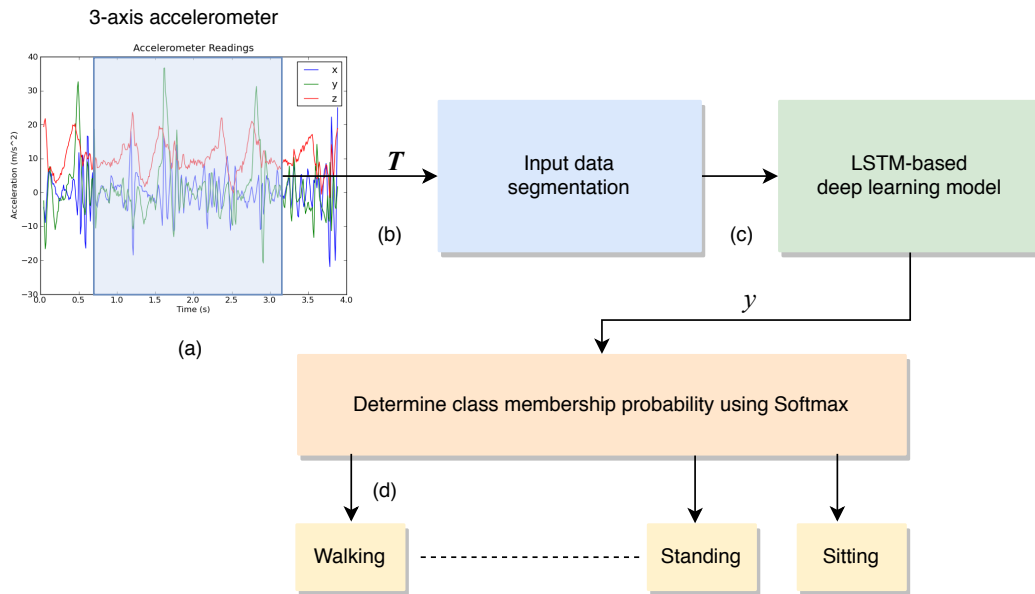 3-axis accelerometer
Accelerometer Readings
x
y
z
40
30
20
10
0
−10
−20
−30
Acceleration (m/s^2)
0.0 0.5 1.0 1.5 2.0 2.5 3.0 3.5 4.0
Time (s)
(a)
T
(b)
Input data
segmentation
(c)
LSTM-based
deep learning model
y
Determine class membership probability using Softmax
(d)
Walking
Standing
Sitting